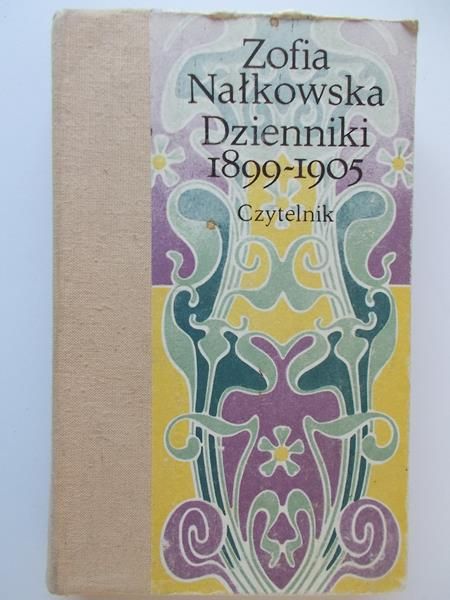 Zofia
Nałkowska
Dzienniki
1899-1905
Czytelnik